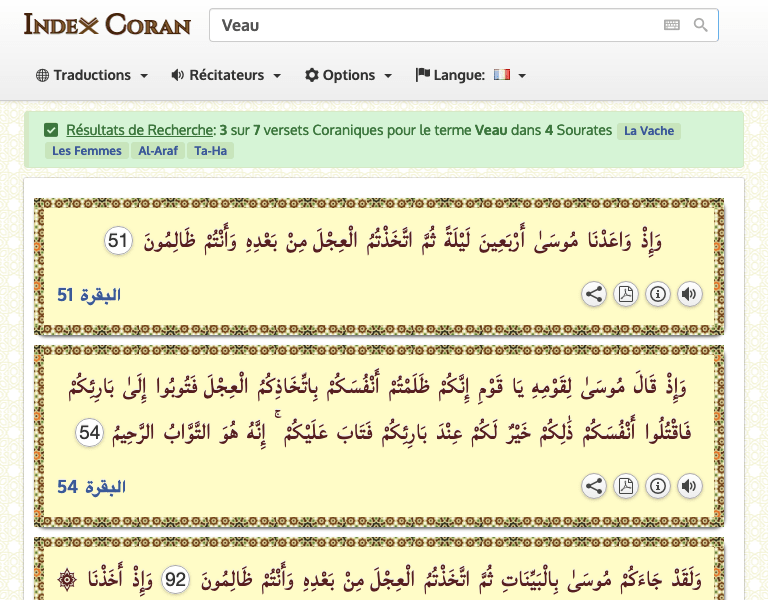 Index Coran
Veau
Traductions Récitateurs Options Langue:
Résultats de Recherche: 3 sur 7 versets Coraniques pour le terme Veau dans 4 Sourates La Vache
Les Femmes Al-Araf Ta-Ha
وَإِذْ وَاعَدْنَا مُوسَىٰ أَرْبَعِينَ لَيْلَةً ثُمَّ اتَّخَذْتُمُ الْعِجْلَ مِنْ بَعْدِهِ وَأَنْتُمْ ظَالِمُونَ 51
البقرة 51
وَإِذْ قَالَ مُوسَىٰ لِقَوْمِهِ يَا قَوْمِ إِنَّكُمْ ظَلَمْتُمْ أَنْفُسَكُمْ بِاتِّخَاذِكُمُ الْعِجْلَ فَتُوبُوا إِلَىٰ بَارِئِكُمْ
فَاقْتُلُوا أَنْفُسَكُمْ ذَٰلِكُمْ خَيْرٌ لَكُمْ عِنْدَ بَارِئِكُمْ فَتَابَ عَلَيْكُمْ ۚ إِنَّهُ هُوَ التَّوَّابُ الرَّحِيمُ 54
البقرة 54
وَلَقَدْ جَاءَكُمْ مُوسَىٰ بِالْبَيِّنَاتِ ثُمَّ اتَّخَذْتُمُ الْعِجْلَ مِنْ بَعْدِهِ وَأَنْتُمْ ظَالِمُونَ 92 وَإِذْ أَخَذْنَا ۞